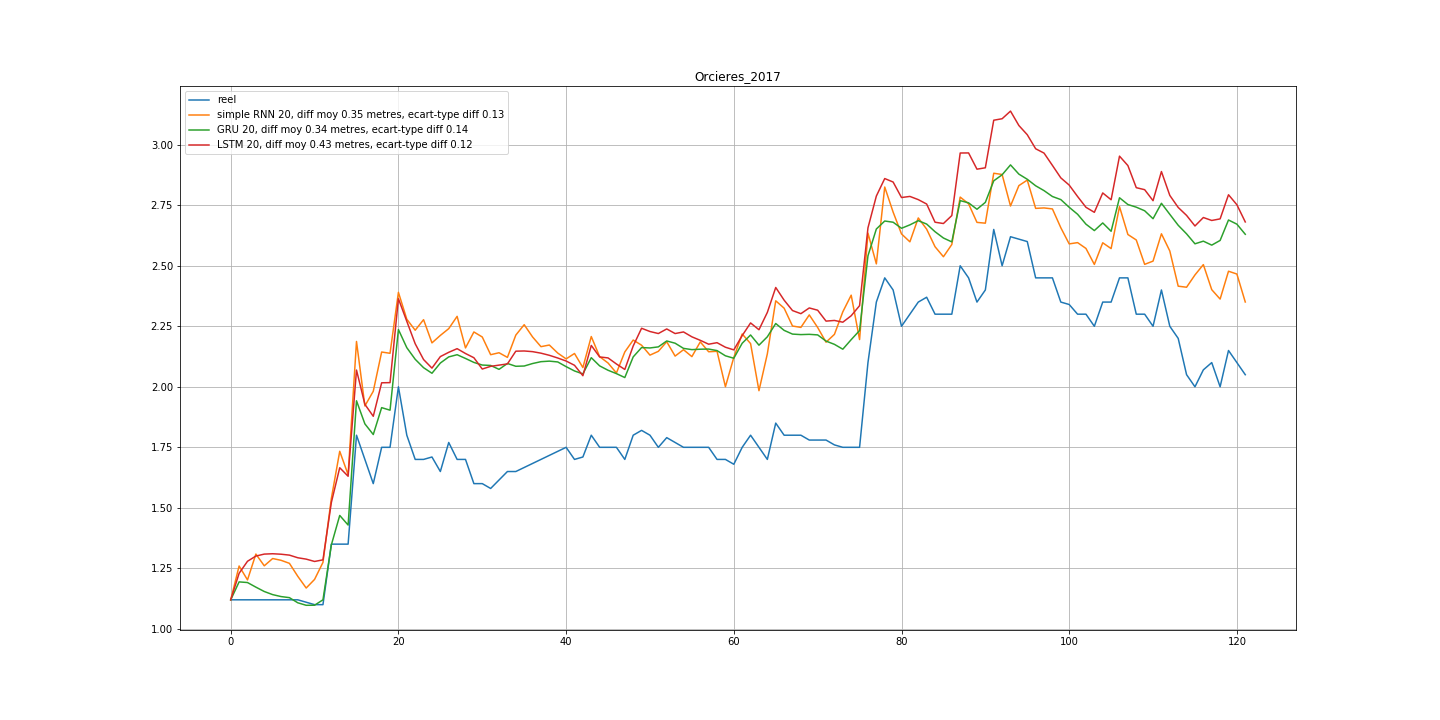 Orcieres_2017
reel
simple RNN 20, diff moy 0.35 metres, ecart-type diff 0.13
GRU 20, diff moy 0.34 metres, ecart-type diff 0.14
LSTM 20, diff moy 0.43 metres, ecart-type diff 0.12
3.00
2.75
2.50
2.25
2.00
1.75
1.50
1.25
1.00
0 20 40 60 80 100 120